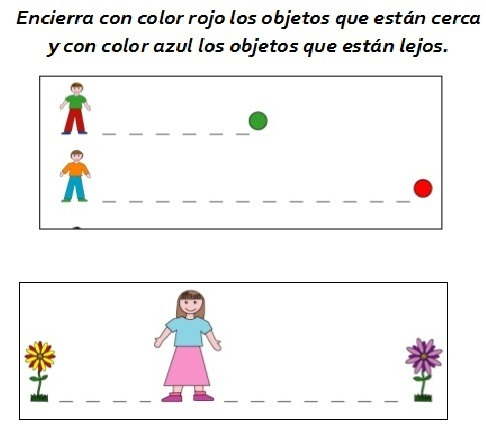 Encierra con color rojo los objetos que están cerca
y con color azul los objetos que están lejos.